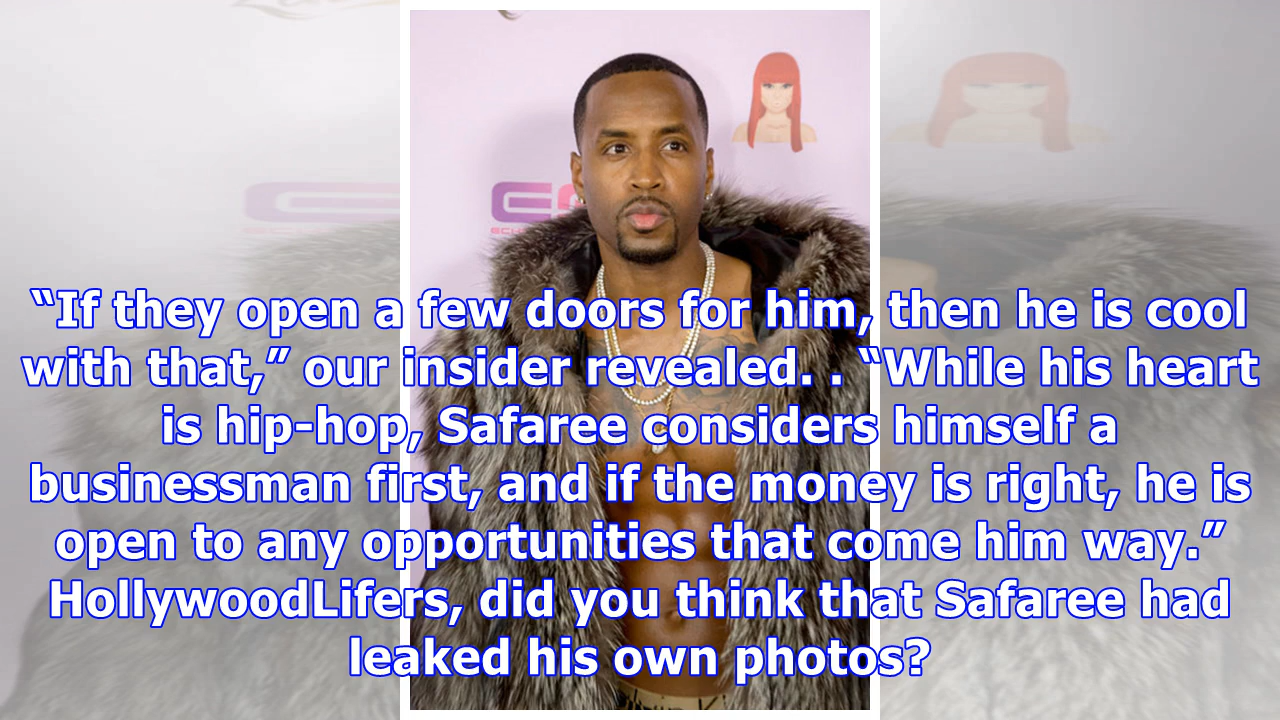 “If they open a few doors for him, then he is cool
with that,” our insider revealed. . “While his heart
is hip-hop, Safaree considers himself a
businessman first, and if the money is right, he is
open to any opportunities that come him way.”
HollywoodLifers, did you think that Safaree had
leaked his own photos?